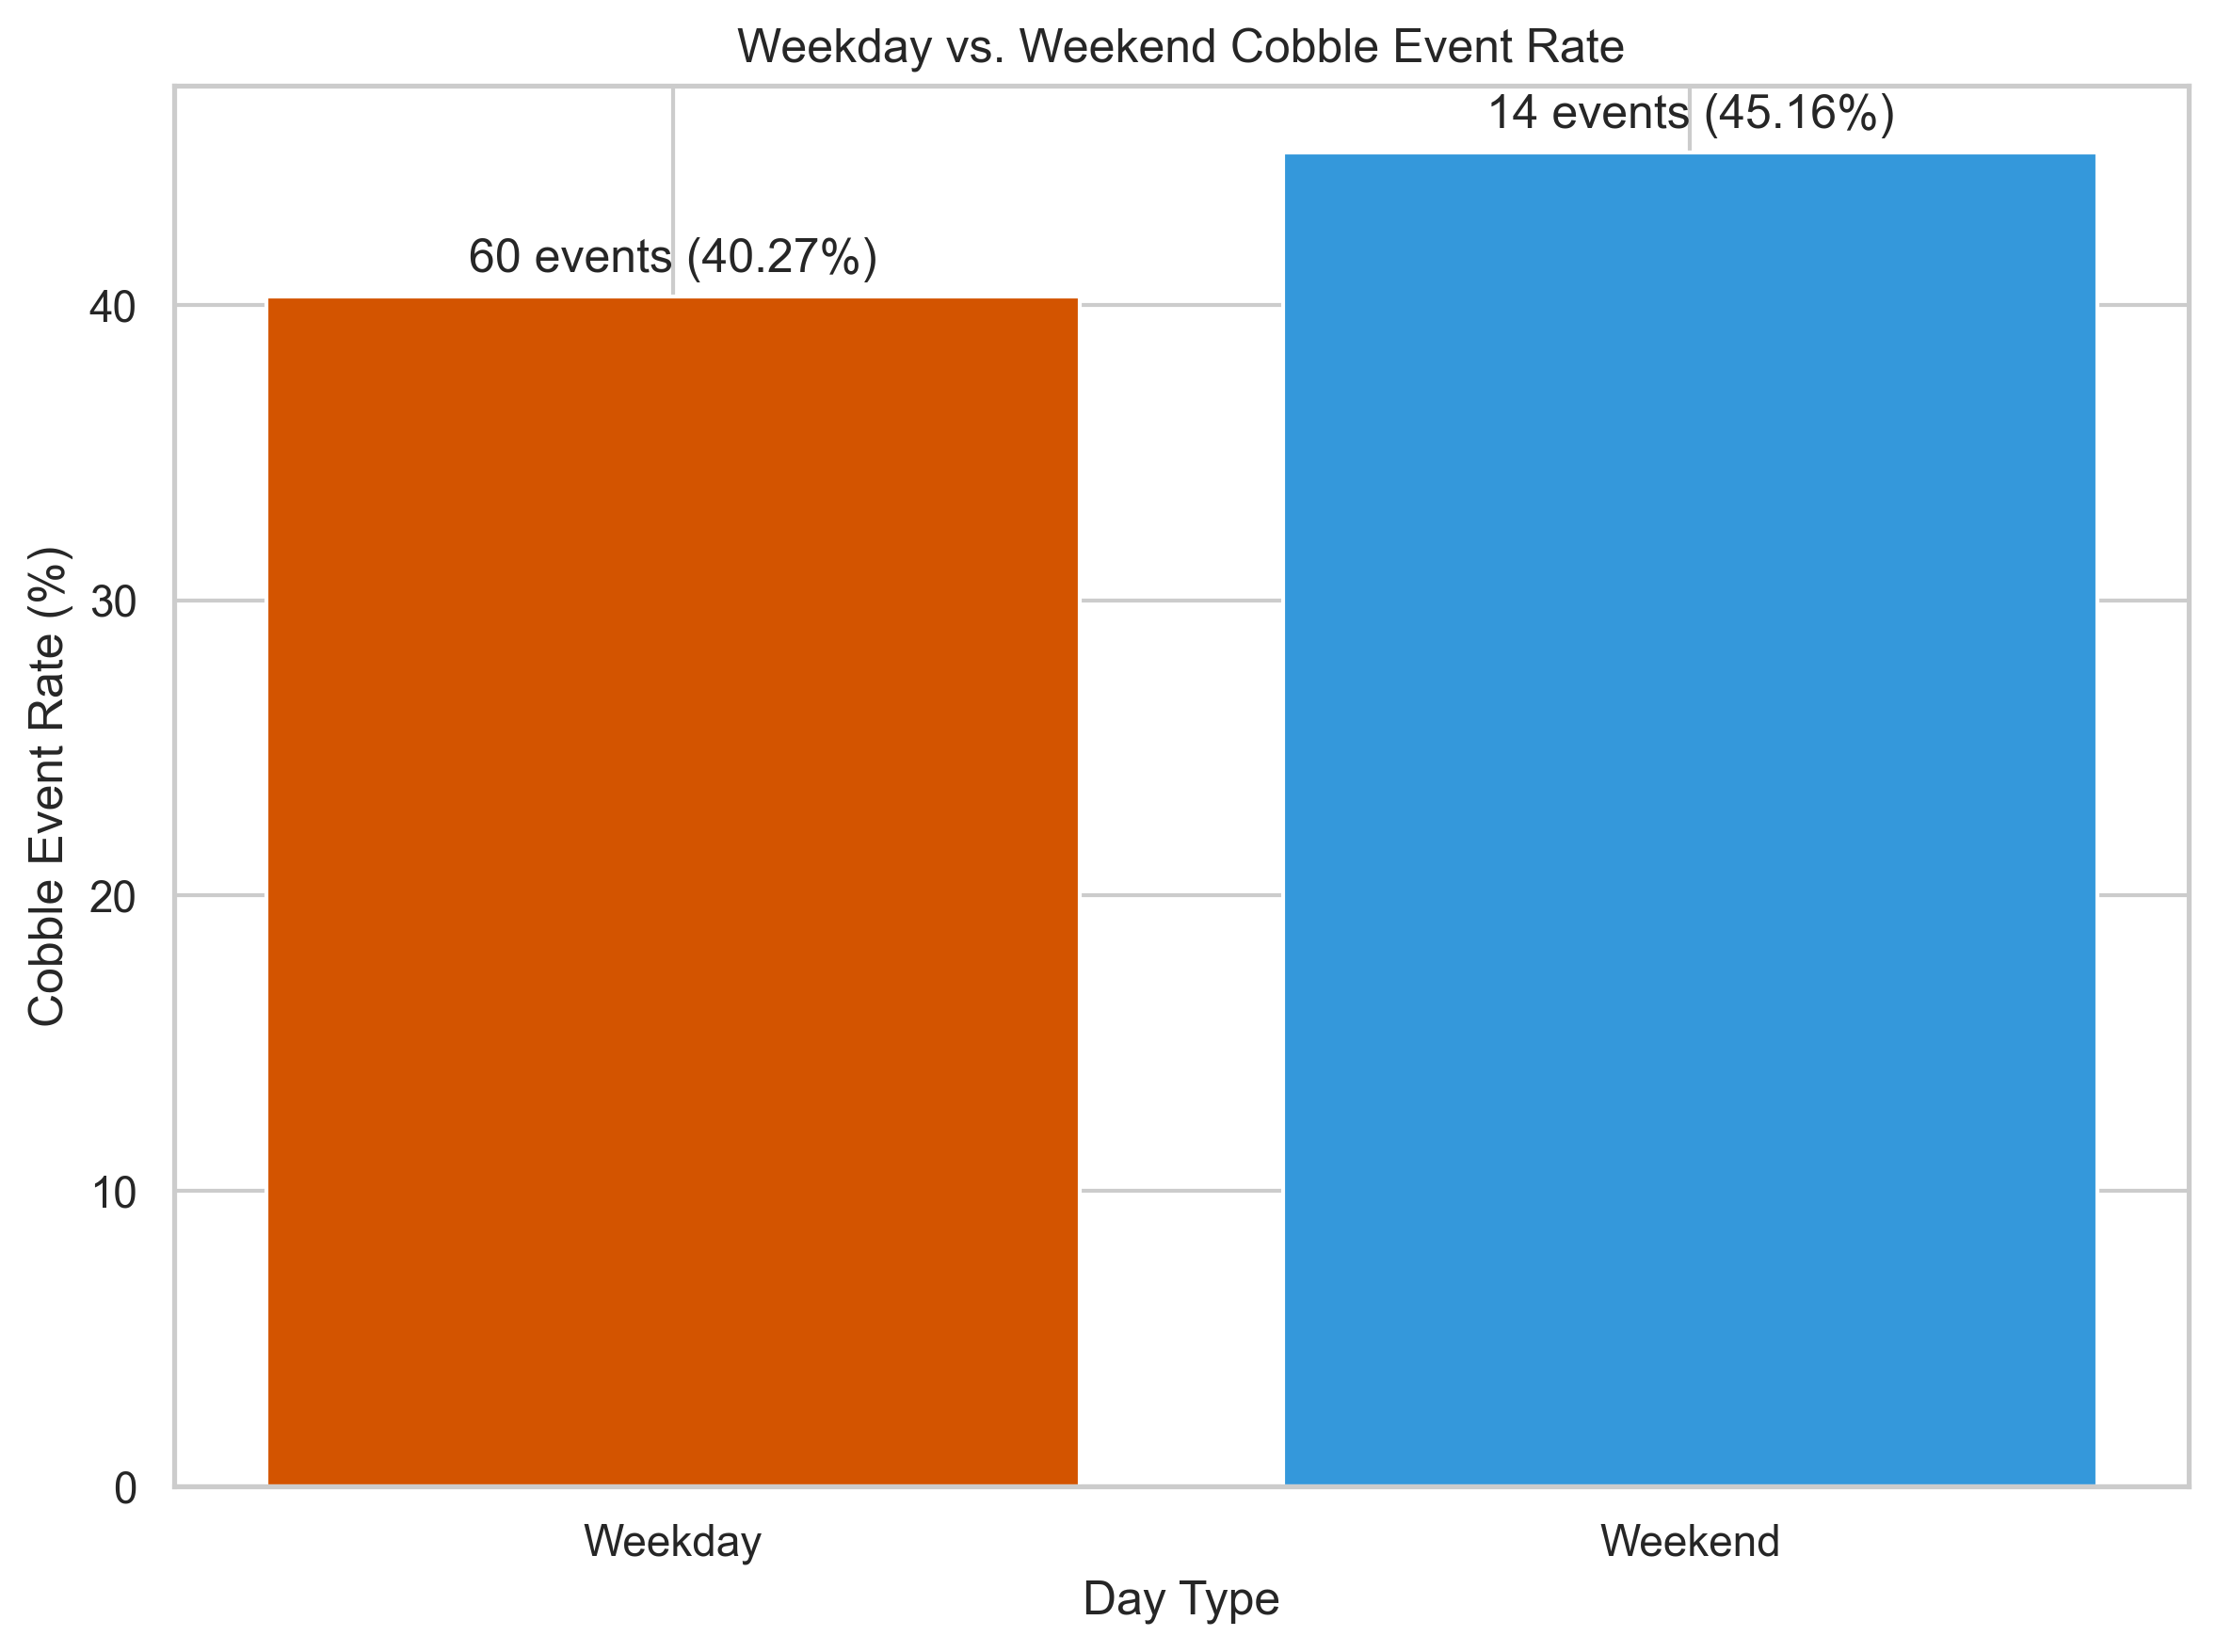 Weekday vs. Weekend Cobble Event Rate
14 events (45.16%)
60 events (40.27%)
Cobble Event Rate (%)
40
30
20
10
0
Weekday
Weekend
Day Type